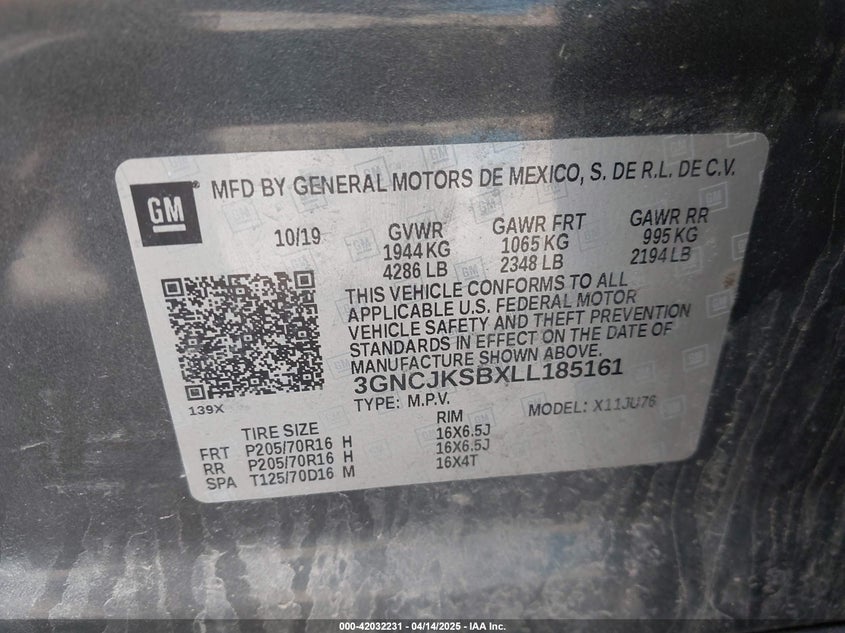 GM
MFD BY GENERAL MOTORS DE MEXICO, S. DE R.L. DE C.V.
10/19 GVWR GAWR FRT GAWR RR
1944 KG 1065 KG 995 KG
4286 LB 2348 LB 2194 LB
THIS VEHICLE CONFORMS TO ALL
APPLICABLE U.S. FEDERAL MOTOR
VEHICLE SAFETY AND THEFT PREVENTION
STANDARDS IN EFFECT ON THE DATE OF
MANUFACTURE SHOWN ABOVE.
3GNCJKSBXLL185161
139X
TYPE: M.P.V. MODEL: X11JU76
TIRE SIZE RIM
FRT P205/70R16 H 16X6.5J
RR P205/70R16 H 16X6.5J
SPA T125/70D16 M 16X4T
000-42032231 - 04/14/2025 - IAA Inc.